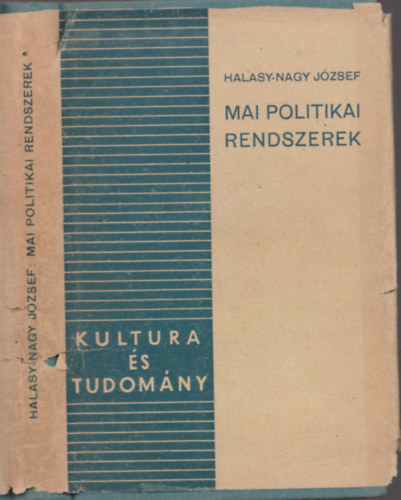 HALASY-NAGY JÓZSEF: MAI POLITIKAI RENDSZEREK*
KULTURA
ÉS
TUDOMÁNY
HALASY-NAGY JÓZSEF
MAI POLITIKAI
RENDSZEREK